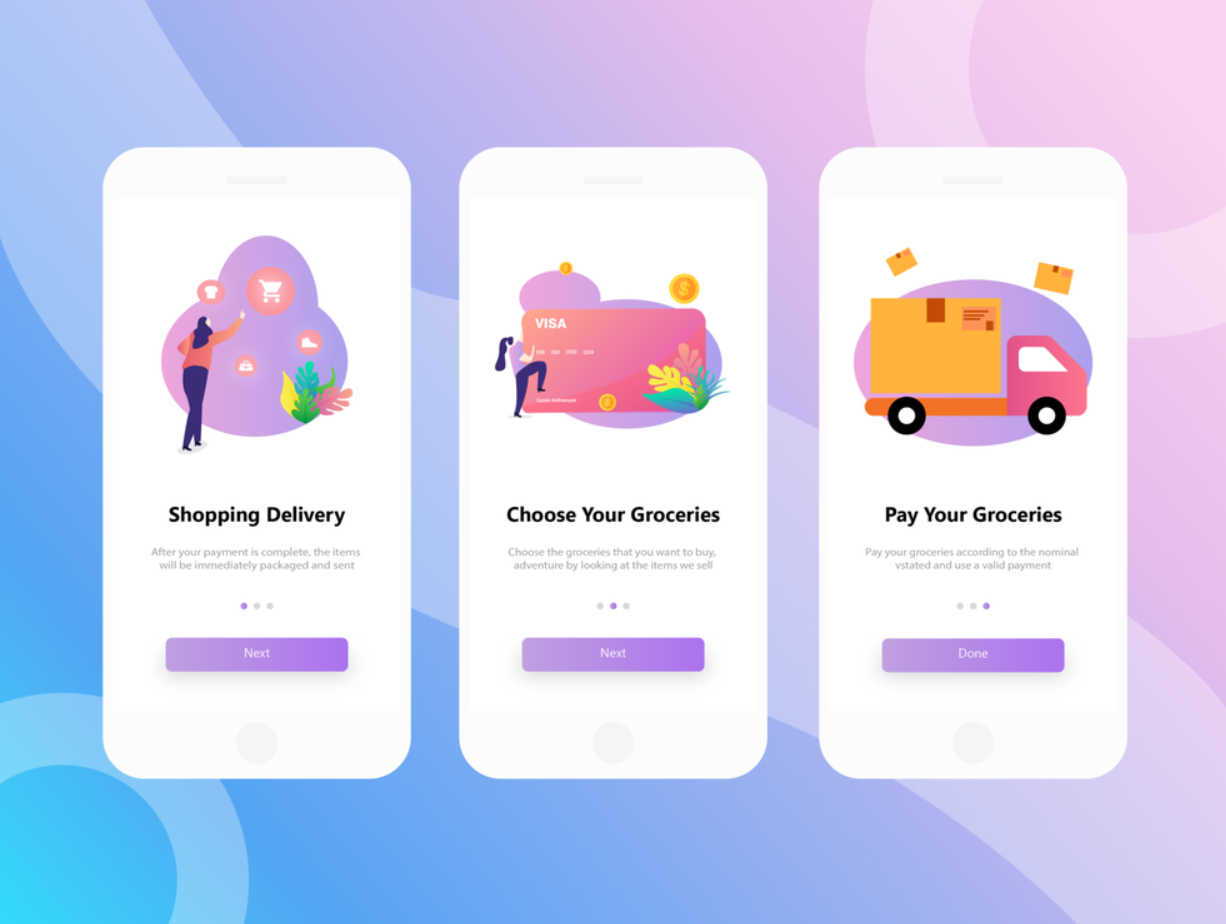 Shopping Delivery
After your payment is complete, the items
will be immediately packaged and sent
Next
VISA
Choose Your Groceries
Choose the groceries that you want to buy,
adventure by looking at the items we sell
Next
Pay Your Groceries
Pay your groceries according to the nominal
vstated and use a valid payment
Done